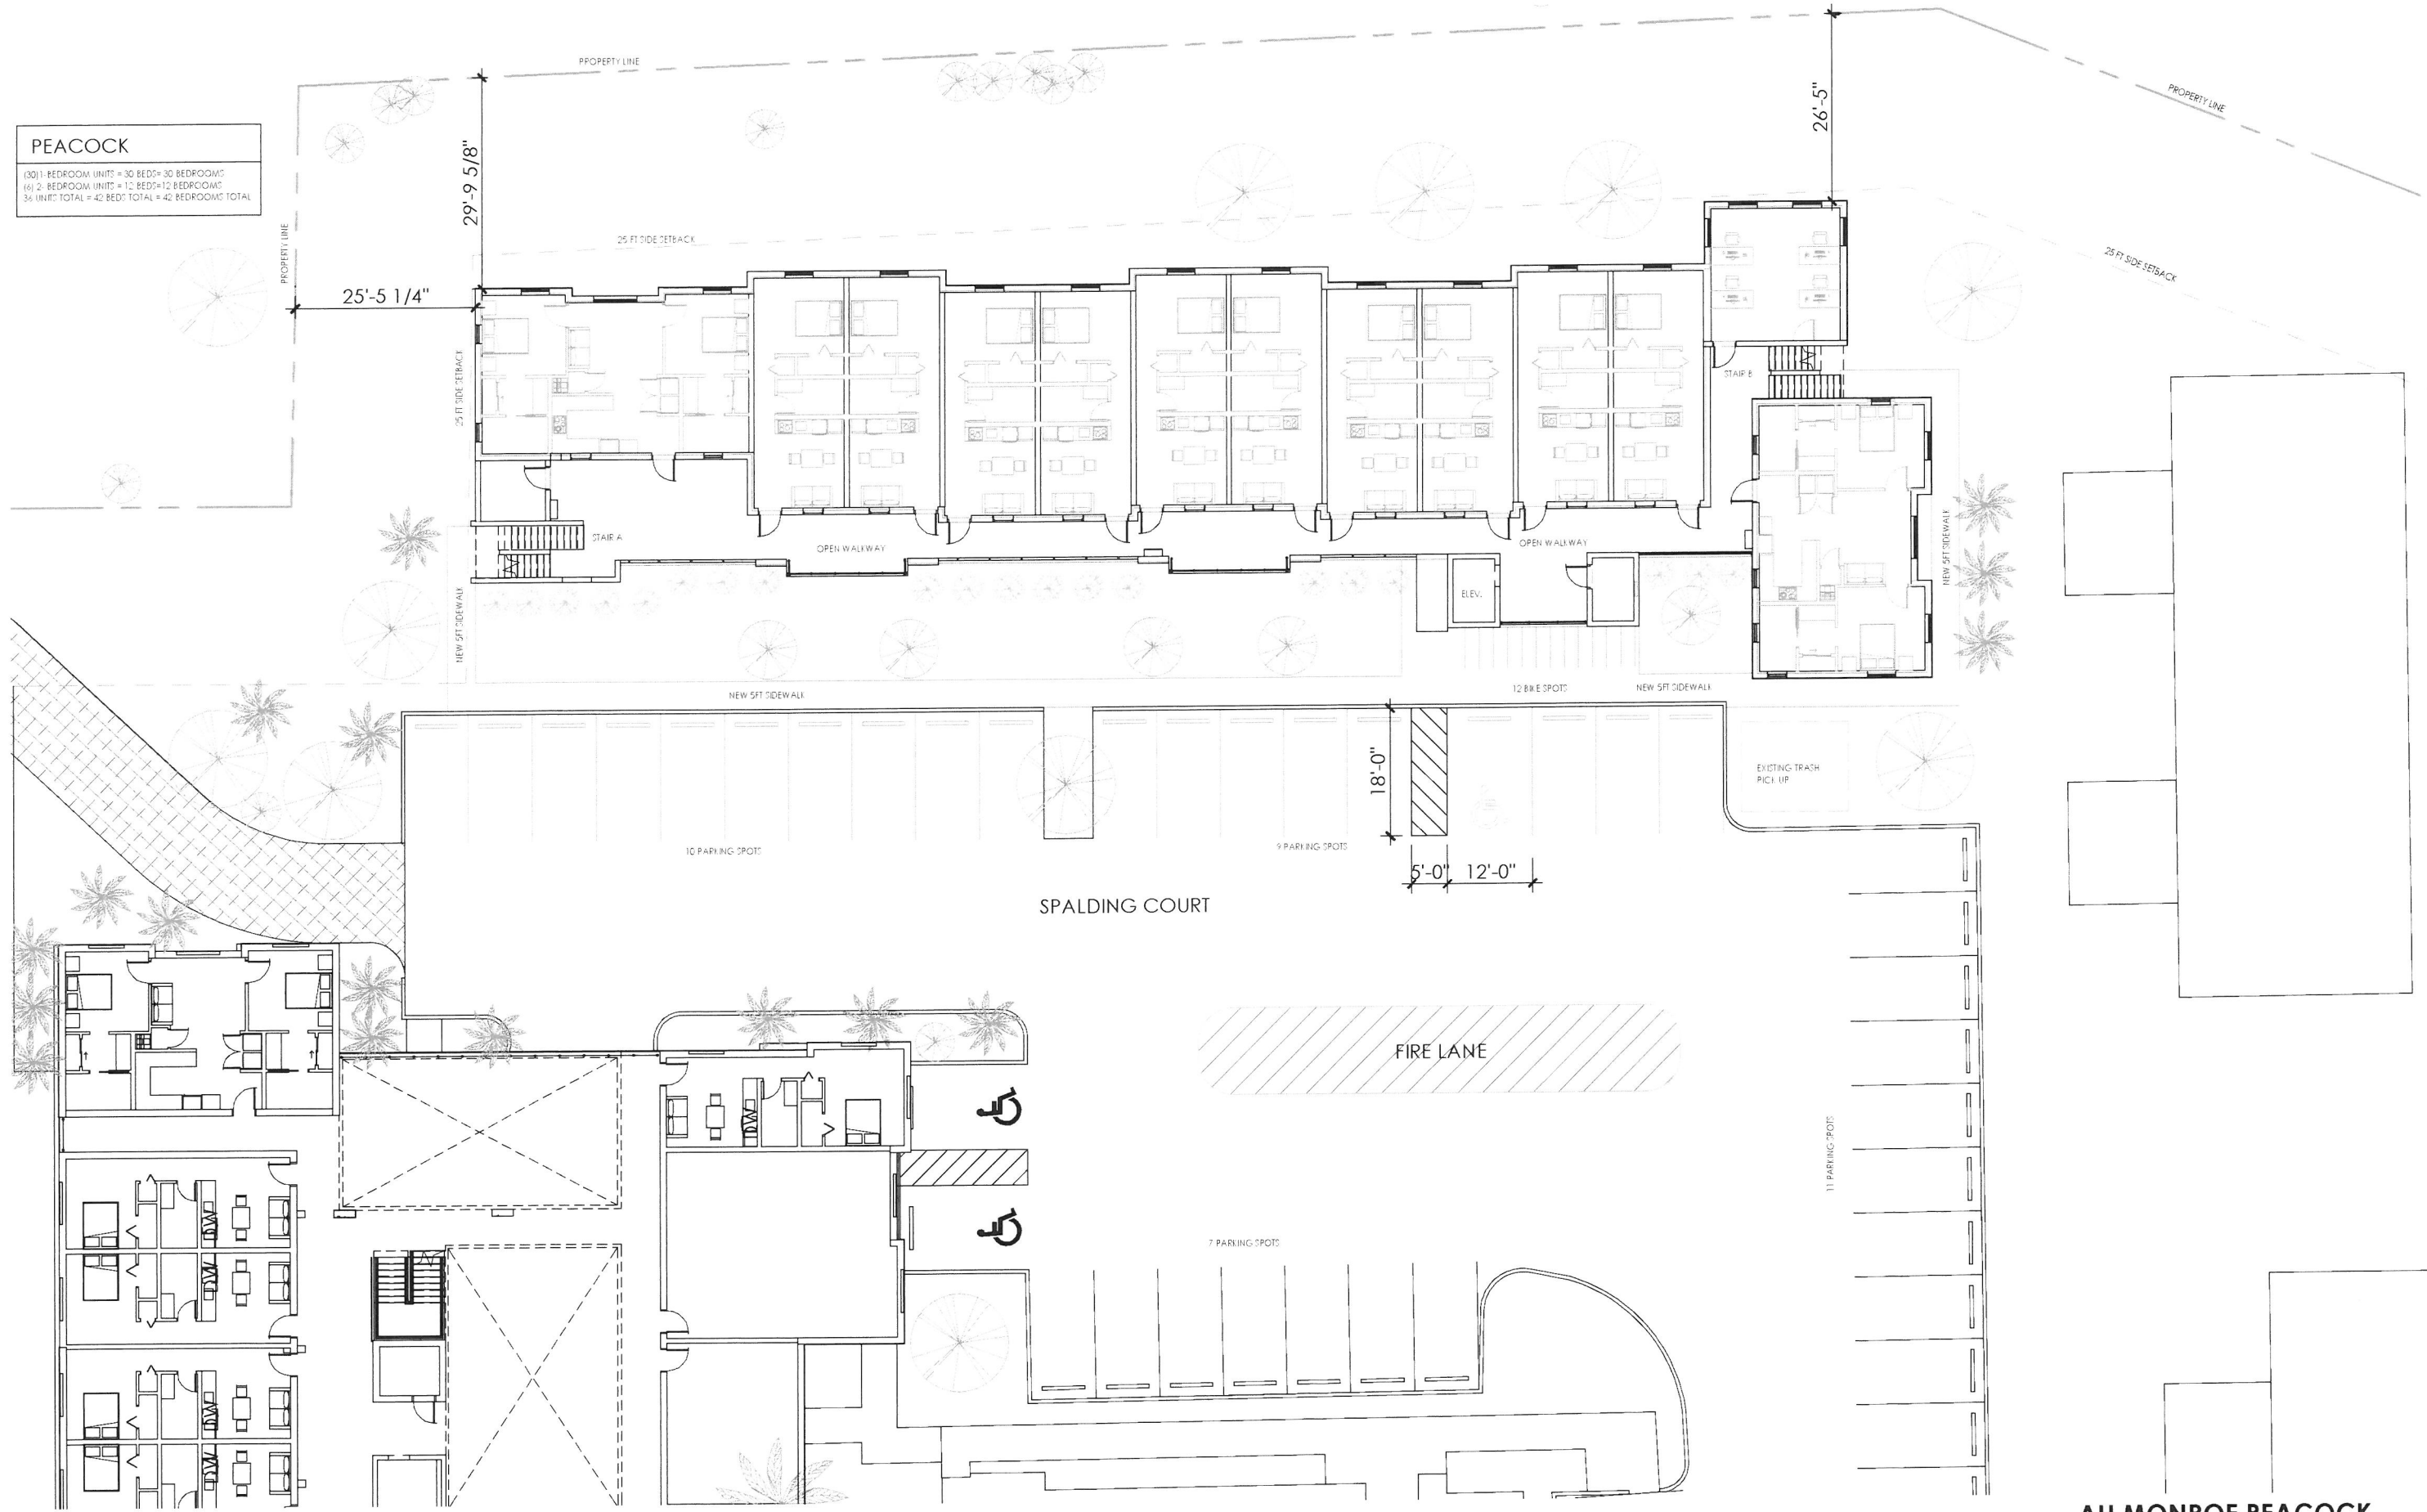 PROPERTY LINE
26'-5"
PROPERTY LINE
PEACOCK
(30)1-BEDROOM UNITS = 30 BEDS= 30 BEDROOMS
(6) 2- BEDROOM UNITS = 12 BEDS=12 BEDROOMS
36 UNITS TOTAL = 42 BEDS TOTAL = 42 BEDROOMS TOTAL
29'-9 5/8"
PROPERTY LINE
25 FT SIDE SETBACK
25 FT SIDE SETBACK
25'-5 1/4"
25 FT SIDE SETBACK
STAIR B
STAIR A
OPEN WALKWAY
OPEN WALKWAY
ELEV.
NEW 5FT SIDEWALK
NEW 5FT SIDEWALK
NEW 5FT SIDEWALK
12 BIKE SPOTS
NEW 5FT SIDEWALK
18'-0"
EXISTING TRASH
PICK UP
10 PARKING SPOTS
9 PARKING SPOTS
5'-0"
12'-0"
SPALDING COURT
FIRE LANE
DW
11 PARKING SPOTS
DW
7 PARKING SPOTS
DW
DW
DW